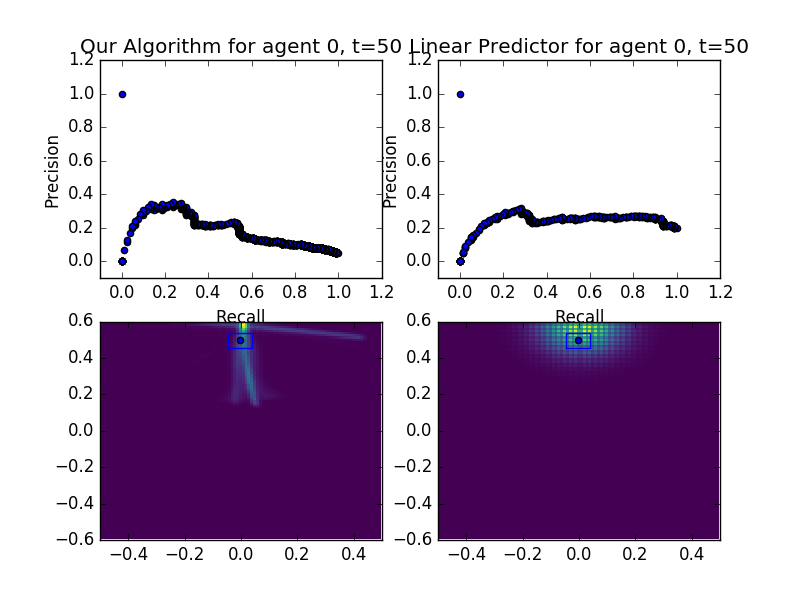 Our Algorithm for agent 0, t=50 Linear Predictor for agent 0, t=50
1.2 1.2
1.0 1.0
0.8 0.8
0.6 0.6
0.4 0.4
0.2 0.2
0.0 0.0
Precision Precision
0.0 0.2 0.4 0.6 0.8 1.0 1.2 0.0 0.2 0.4 0.6 0.8 1.0 1.2
Recall Recall
0.6 0.6
0.4 0.4
0.2 0.2
0.0 0.0
−0.2 −0.2
−0.4 −0.4
−0.6 −0.6
−0.4 −0.2 0.0 0.2 0.4 −0.4 −0.2 0.0 0.2 0.4